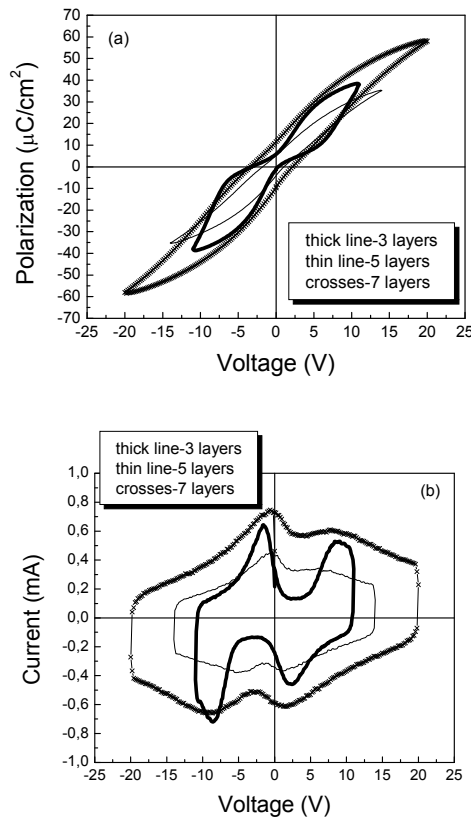 70
60
50
40
30
20
10
0
-10
-20
-30
-40
-50
-60
-70
(a)
Polarization (μC/cm²)
thick line-3 layers
thin line-5 layers
crosses-7 layers
-25 -20 -15 -10 -5 0 5 10 15 20 25
Voltage (V)
thick line-3 layers
thin line-5 layers
crosses-7 layers
(b)
1,0
0,8
0,6
0,4
0,2
0,0
-0,2
-0,4
-0,6
-0,8
-1,0
Current (mA)
-25 -20 -15 -10 -5 0 5 10 15 20 25
Voltage (V)